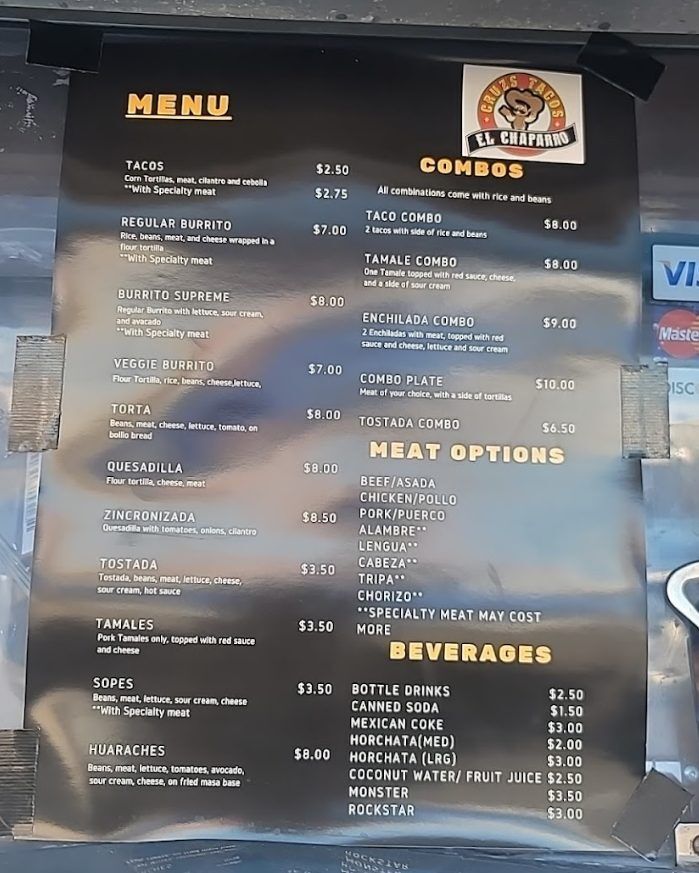 MENU
TACOS $2.50
Corn Tortillas, meat, cilantro and cebolla
**With Specialty meat $2.75
REGULAR BURRITO $7.00
Rice, beans, meat, and cheese wrapped in a
flour tortilla
**With Specialty meat
BURRITO SUPREME $8.00
Regular Burrito with lettuce, sour cream,
and avacado
**With Specialty meat
VEGGIE BURRITO $7.00
Flour Tortilla, rice, beans, cheese,lettuce,
TORTA $8.00
Beans, meat, cheese, lettuce, tomato, on
bolilo bread
QUESADILLA $8.00
Flour tortilla, cheese, meat
ZINCRONIZADA $8.50
Quesadilla with tomatoes, onions, cilantro
TOSTADA $3.50
Tostada, beans, meat, lettuce, cheese,
sour cream, hot sauce
TAMALES $3.50
Pork Tamales only, topped with red sauce
and cheese
SOPES $3.50
Beans, meat, lettuce, sour cream, cheese
**With Specialty meat
HUARACHES $8.00
Beans, meat, lettuce, tomatoes, avocado,
sour cream, cheese, on fried masa base
CRUZS TACOS
EL CHAPARRO
COMBOS
All combinations come with rice and beans
TACO COMBO $8.00
2 tacos with side of rice and beans
TAMALE COMBO $8.00
One Tamale topped with red sauce, cheese,
and a side of sour cream
ENCHILADA COMBO $9.00
2 Enchiladas with meat, topped with red
sauce and cheese, lettuce and sour cream
COMBO PLATE $10.00
Meat of your choice, with a side of tortillas
TOSTADA COMBO $6.50
MEAT OPTIONS
BEEF/ASADA
CHICKEN/POLLO
PORK/PUERCO
ALAMBRE**
LENGUA**
CABEZA**
TRIPA**
CHORIZO**
**SPECIALTY MEAT MAY COST
MORE
BEVERAGES
BOTTLE DRINKS $2.50
CANNED SODA $1.50
MEXICAN COKE $3.00
HORCHATA(MED) $2.00
HORCHATA (LRG) $3.00
COCONUT WATER/ FRUIT JUICE $2.50
MONSTER $3.50
ROCKSTAR $3.00
VIS
Maste
DISC